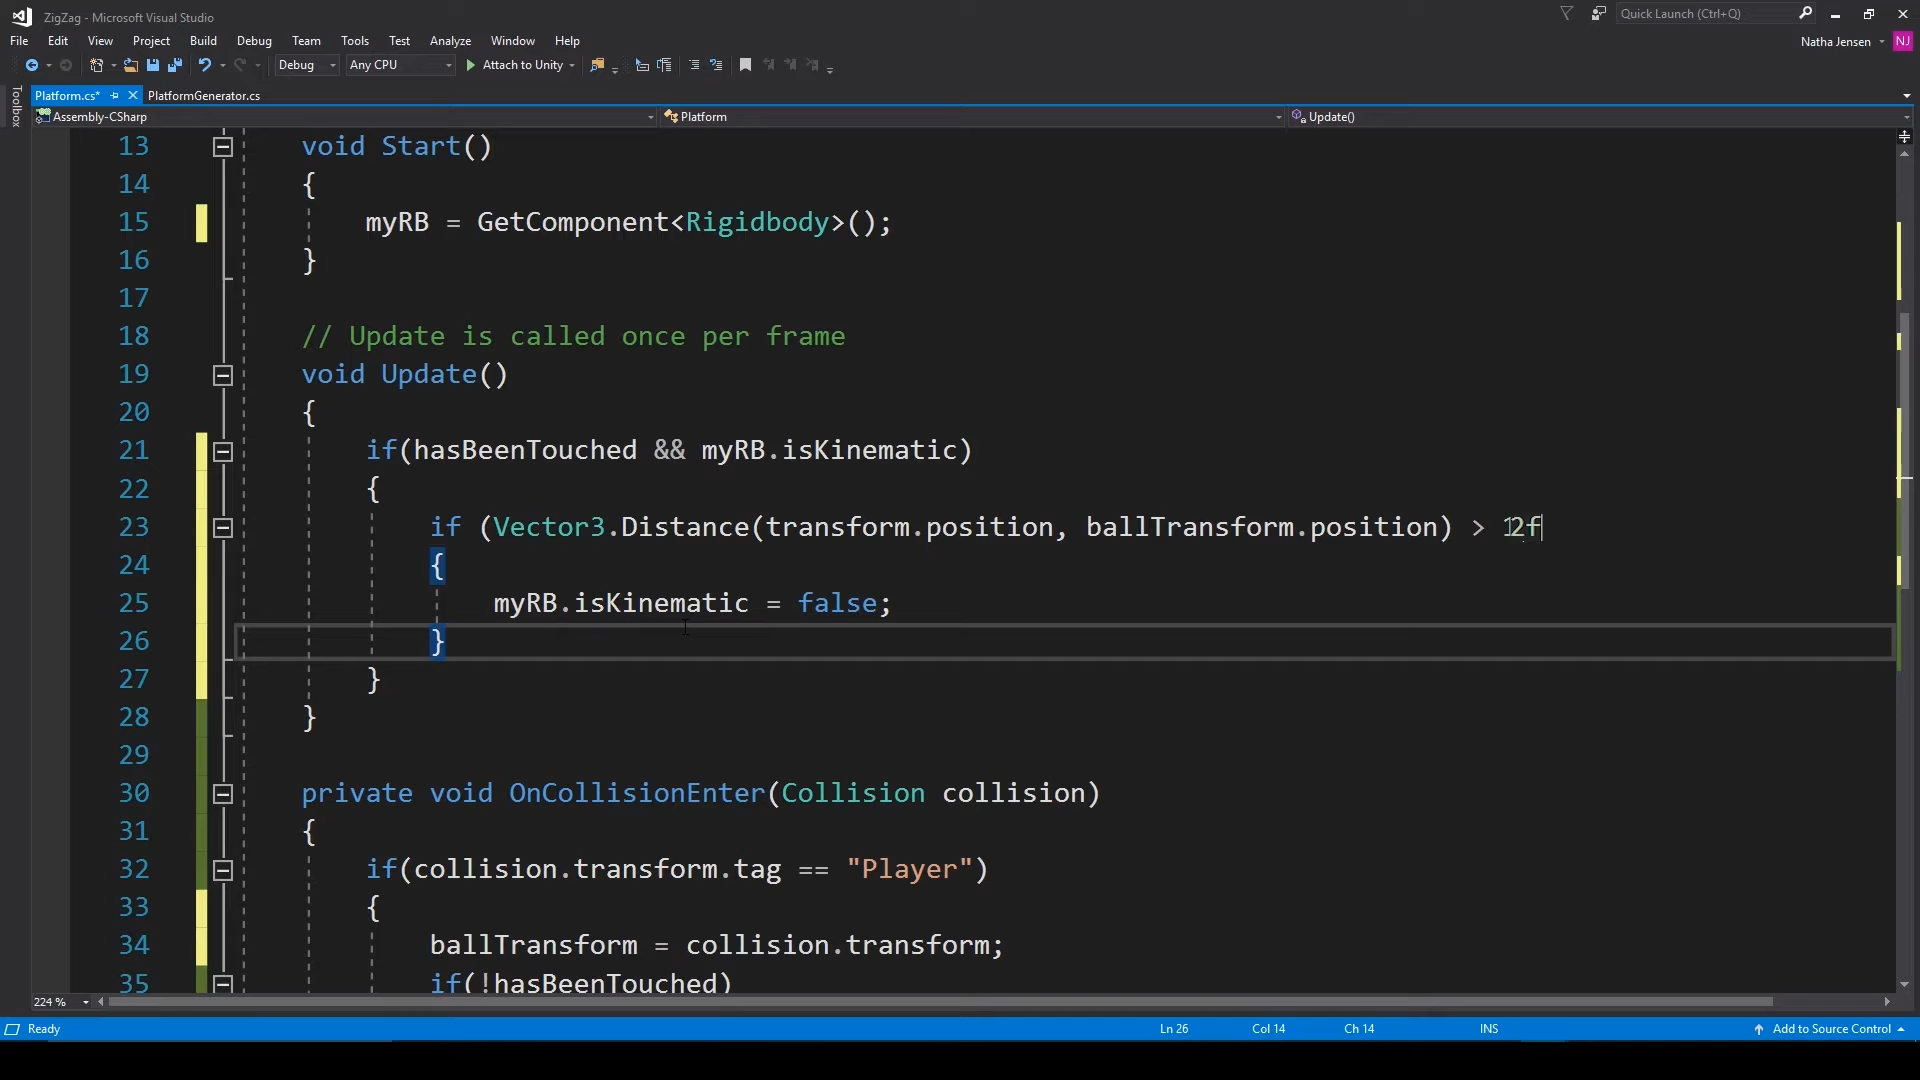 ZigZag - Microsoft Visual Studio
Quick Launch (Ctrl+Q)
File Edit View Project Build Debug Team Tools Test Analyze Window Help
Natha Jensen NJ
Debug Any CPU Attach to Unity
Toolbox
Platform.cs* PlatformGenerator.cs
Assembly-CSharp Platform Update()
13 void Start()
14 {
15 myRB = GetComponent<Rigidbody>();
16 }
17
18 // Update is called once per frame
19 void Update()
20 {
21 if(hasBeenTouched && myRB.isKinematic)
22 {
23 if (Vector3.Distance(transform.position, ballTransform.position) >
24 {
25 myRB.isKinematic = false;
26 }
27 }
28 }
29
30 private void OnCollisionEnter(Collision collision)
31 {
32 if(collision.transform.tag == "Player")
33 {
34 ballTransform = collision.transform;
35 if(!hasBeenTouched)
224 %
Ready Ln 26 Col 14 Ch 14 INS Add to Source Control